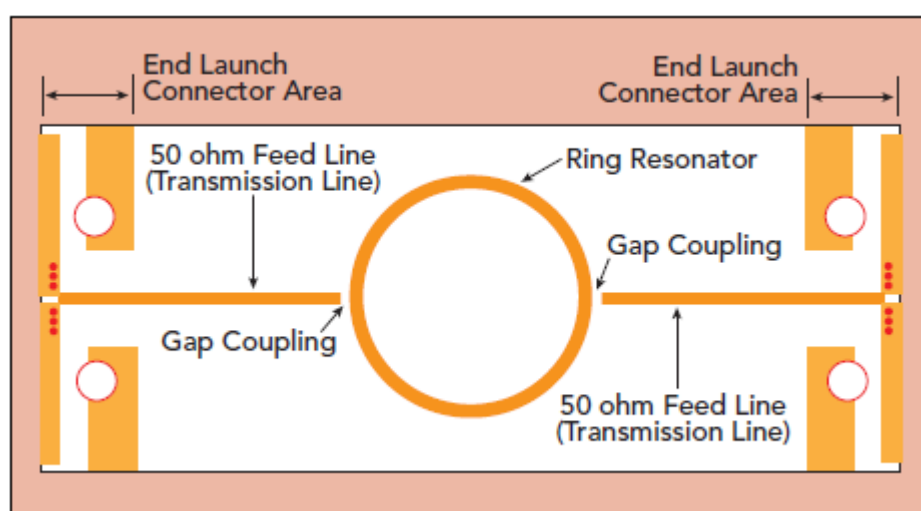 End Launch
Connector Area
End Launch
Connector Area
50 ohm Feed Line
(Transmission Line)
Ring Resonator
Gap Coupling
Gap Coupling
50 ohm Feed Line
(Transmission Line)